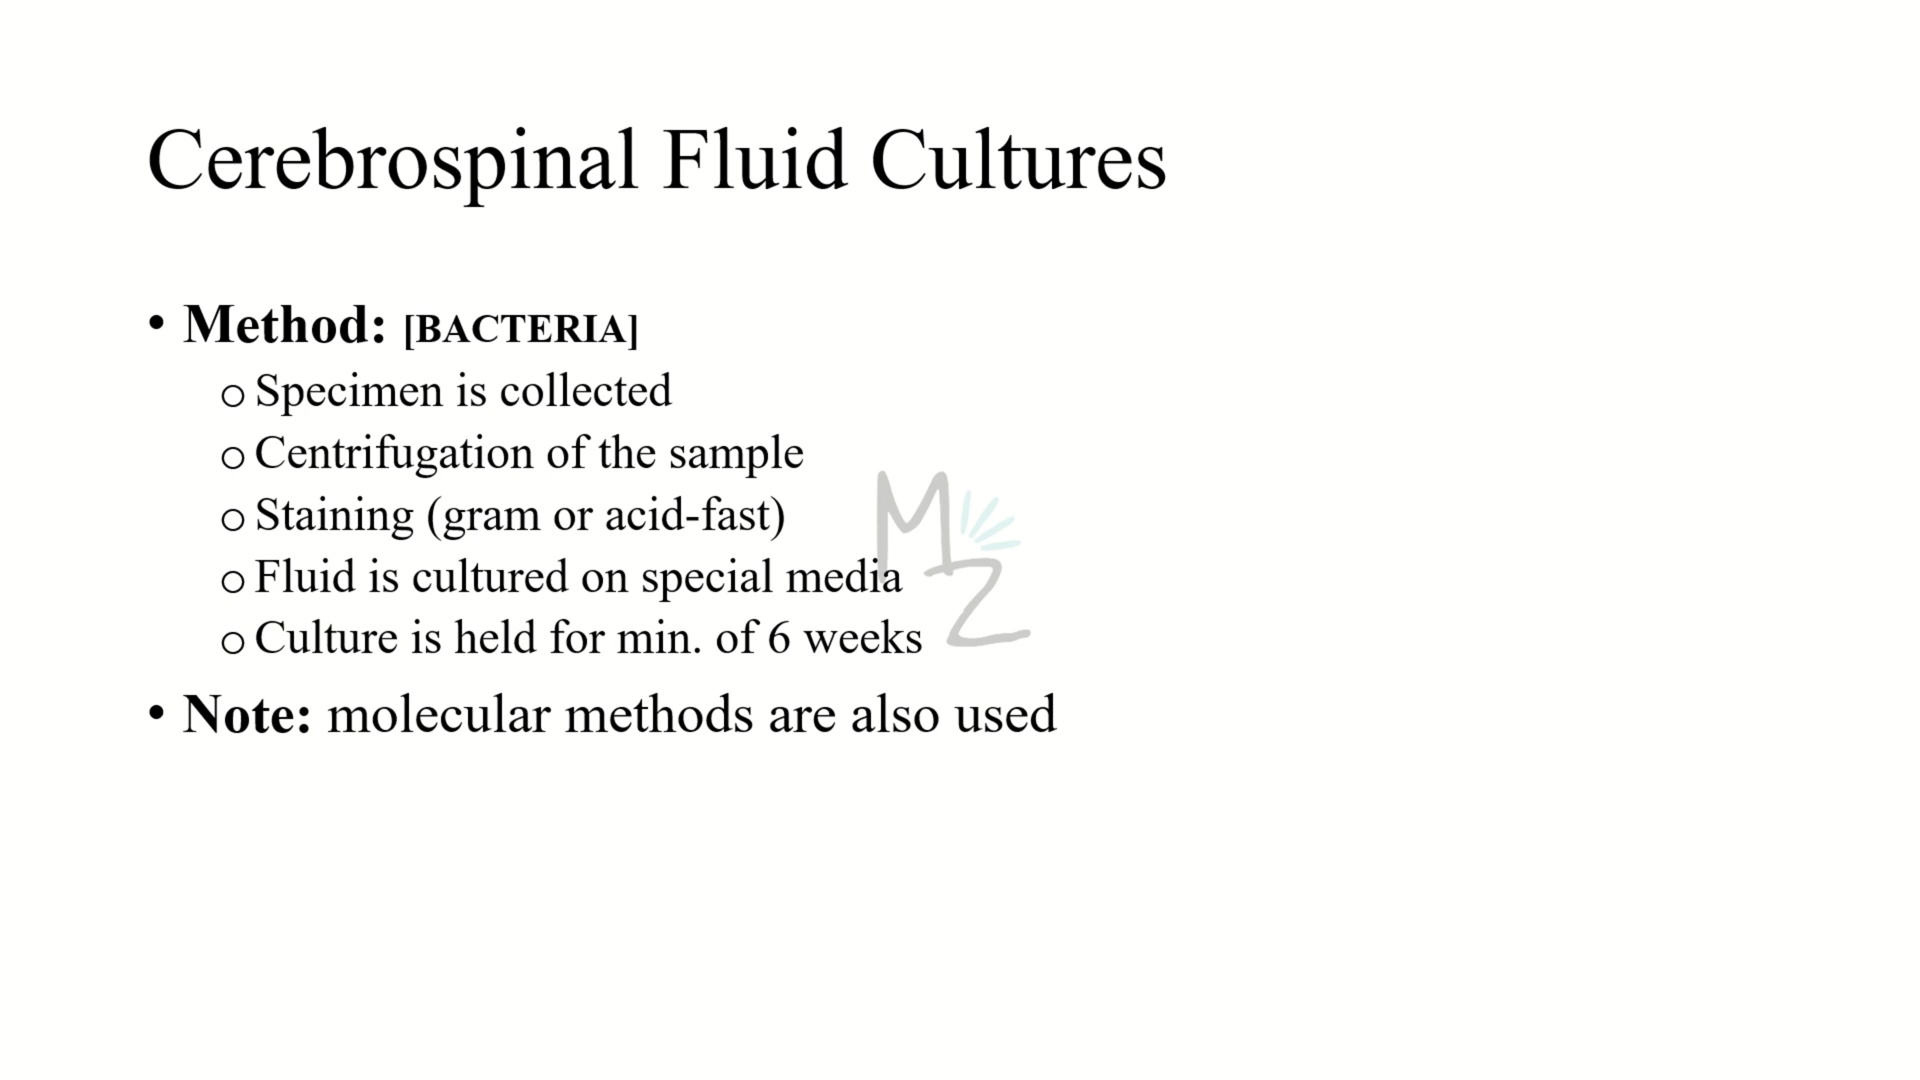 Cerebrospinal Fluid Cultures
• Method: [BACTERIA]
o Specimen is collected
o Centrifugation of the sample
o Staining (gram or acid-fast)
o Fluid is cultured on special media
o Culture is held for min. of 6 weeks
• Note: molecular methods are also used
MZ